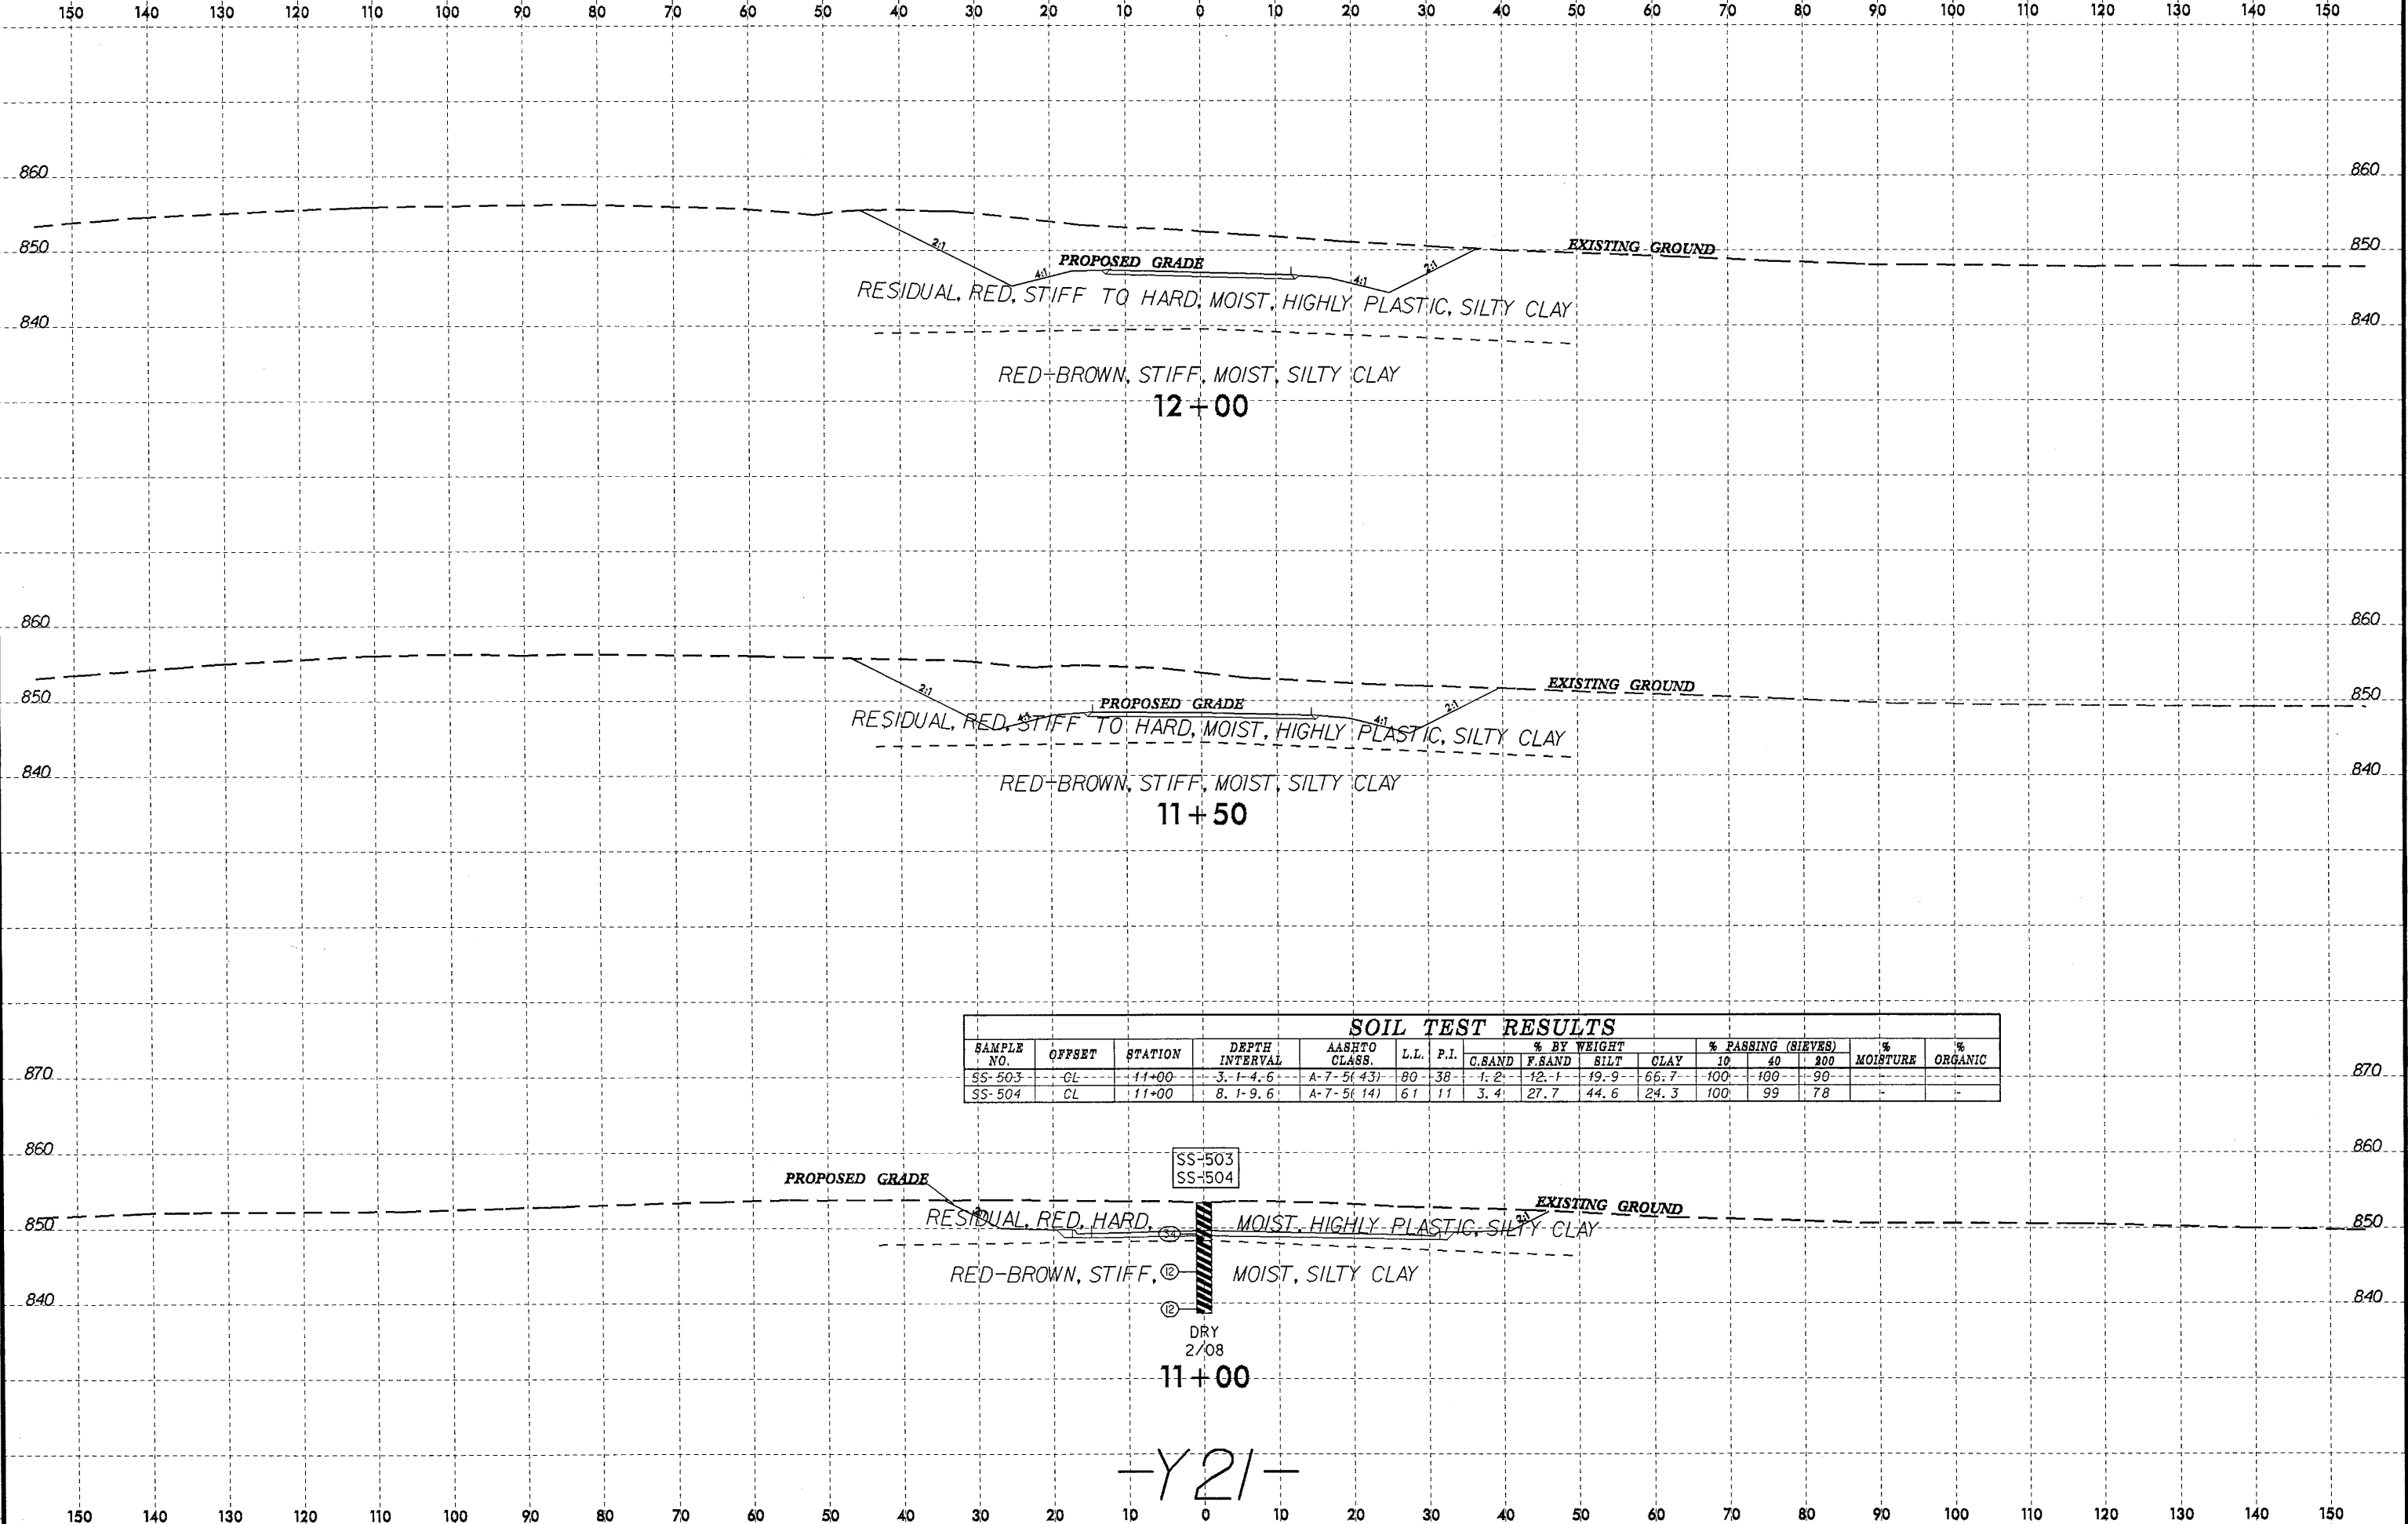 150 140 130 120 110 100 90 80 70 60 50 40 30 20 10 0 10 20 30 40 50 60 70 80 90 100 110 120 130 140 150
860 860
850 2:1 EXISTING GROUND 850
PROPOSED GRADE 2:1
4:1 4:1
RESIDUAL, RED, STIFF TO HARD, MOIST, HIGHLY PLASTIC, SILTY CLAY
840 840
RED-BROWN, STIFF, MOIST, SILTY CLAY
12+00
860 860
850 2:1 EXISTING GROUND 850
PROPOSED GRADE 2:1
4:1 4:1
RESIDUAL, RED, STIFF TO HARD, MOIST, HIGHLY PLASTIC, SILTY CLAY
840 840
RED-BROWN, STIFF, MOIST, SILTY CLAY
11+50
SOIL TEST RESULTS
SAMPLE NO. OFFSET STATION DEPTH INTERVAL AASHTO CLASS. L.L. P.I. % BY WEIGHT C.SAND F.SAND SILT CLAY % PASSING (SIEVES) 10 40 200 % MOISTURE % ORGANIC
SS-503 CL 11+00 3.1-4.6 A-7-5(43) 80 38 1.2 12.1 19.9 66.7 100 100 90 - -
SS-504 CL 11+00 8.1-9.6 A-7-5(14) 61 11 3.4 27.7 44.6 24.3 100 99 78 - -
870 870
860 860
SS-503
SS-504
PROPOSED GRADE
EXISTING GROUND
850 2:1 850
RESIDUAL, RED, HARD, MOIST, HIGHLY PLASTIC, SILTY CLAY
34
RED-BROWN, STIFF, 12 MOIST, SILTY CLAY
840 12 840
DRY
2/08
11+00
-Y21-
150 140 130 120 110 100 90 80 70 60 50 40 30 20 10 0 10 20 30 40 50 60 70 80 90 100 110 120 130 140 150